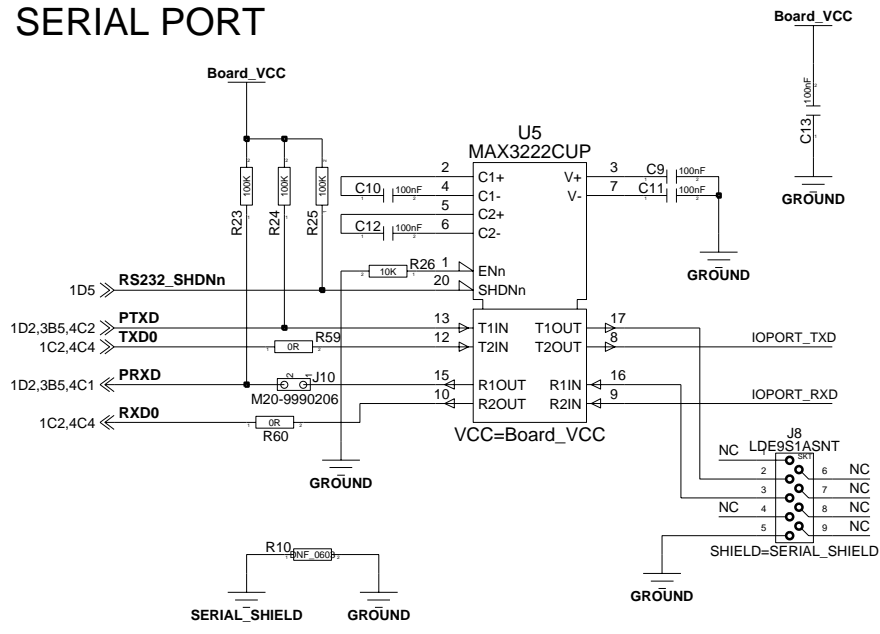 SERIAL PORT
Board_VCC
Board_VCC
100nF
C13
GROUND
U5
MAX3222CUP
100K
100K
100K
R23
R24
R25
C10
100nF
C12
100nF
2
4
5
6
C1+
C1-
C2+
C2-
V+
V-
3
7
C9
100nF
C11
100nF
GROUND
10K
R26
1
ENn
1D5
RS232_SHDNn
20
SHDNn
1D2,3B5,4C2
PTXD
13
T1IN
T1OUT
17
1C2,4C4
TXD0
0R
R59
12
T2IN
T2OUT
8
IOPORT_TXD
1D2,3B5,4C1
PRXD
2
1
J10
M20-9990206
15
R1OUT
R1IN
16
1C2,4C4
RXD0
0R
R60
10
R2OUT
R2IN
9
IOPORT_RXD
VCC=Board_VCC
GROUND
J8
LDE9S1ASNT
SKT
NC
1
2
3
NC
4
5
6
NC
7
NC
8
NC
9
NC
SHIELD=SERIAL_SHIELD
GROUND
R10
DNF_0603
SERIAL_SHIELD
GROUND